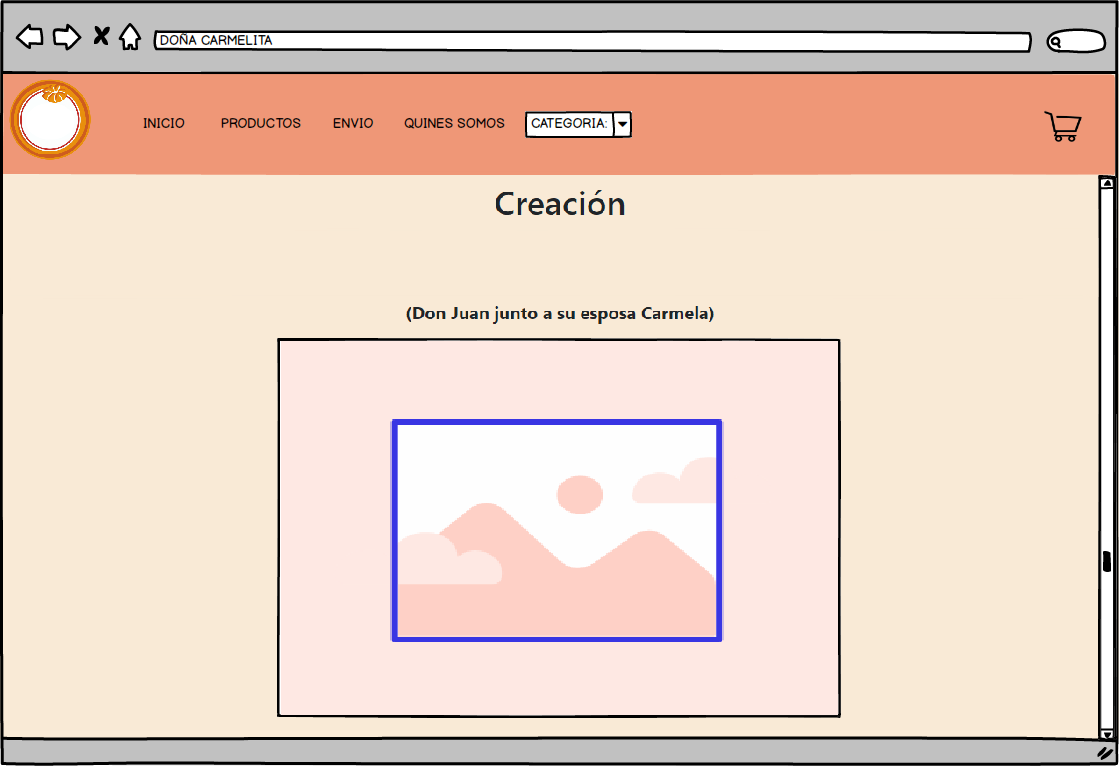 DOÑA CARMELITA
INICIO PRODUCTOS ENVIO QUINES SOMOS CATEGORIA:
Creación
(Don Juan junto a su esposa Carmela)